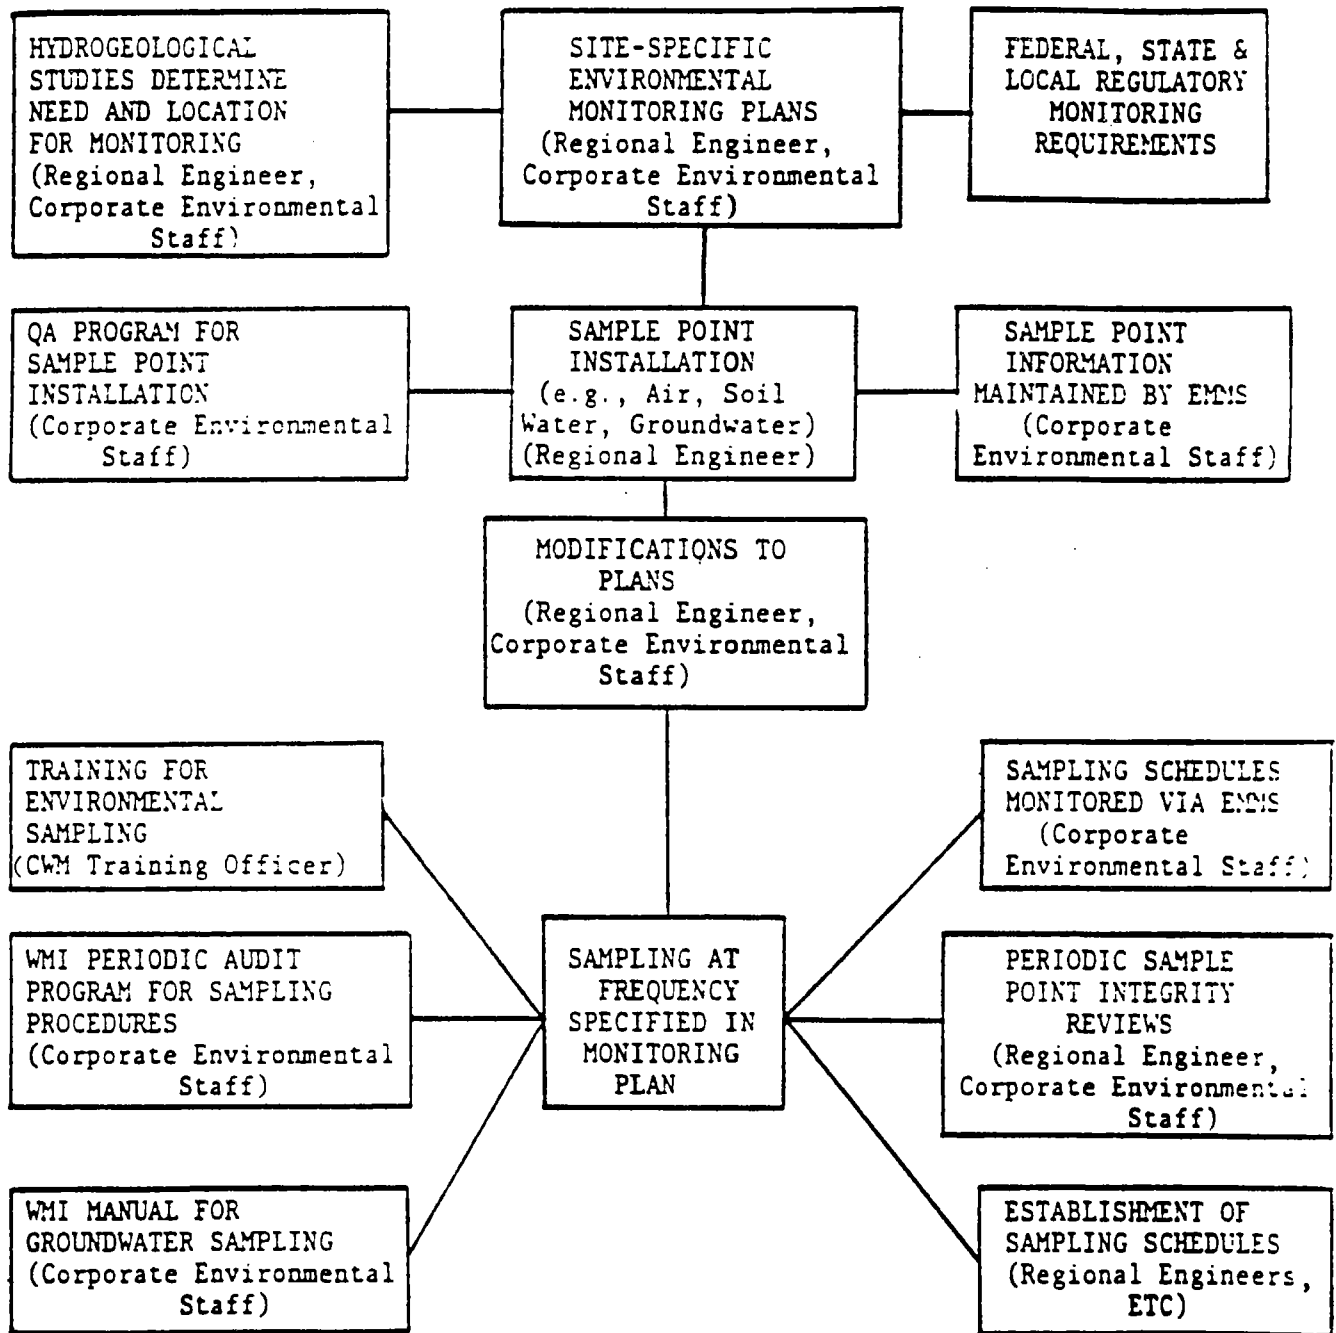 HYDROGEOLOGICAL
STUDIES DETERMINE
NEED AND LOCATION
FOR MONITORING
(Regional Engineer,
Corporate Environmental
Staff)
SITE-SPECIFIC
ENVIRONMENTAL
MONITORING PLANS
(Regional Engineer,
Corporate Environmental
Staff)
FEDERAL, STATE &
LOCAL REGULATORY
MONITORING
REQUIREMENTS
QA PROGRAM FOR
SAMPLE POINT
INSTALLATION
(Corporate Environmental
Staff)
SAMPLE POINT
INSTALLATION
(e.g., Air, Soil
Water, Groundwater)
(Regional Engineer)
SAMPLE POINT
INFORMATION
MAINTAINED BY EMMS
(Corporate
Environmental Staff)
MODIFICATIONS TO
PLANS
(Regional Engineer,
Corporate Environmental
Staff)
TRAINING FOR
ENVIRONMENTAL
SAMPLING
(CWM Training Officer)
SAMPLING SCHEDULES
MONITORED VIA EMMS
(Corporate
Environmental Staff)
WMI PERIODIC AUDIT
PROGRAM FOR SAMPLING
PROCEDURES
(Corporate Environmental
Staff)
SAMPLING AT
FREQUENCY
SPECIFIED IN
MONITORING
PLAN
PERIODIC SAMPLE
POINT INTEGRITY
REVIEWS
(Regional Engineer,
Corporate Environmental
Staff)
WMI MANUAL FOR
GROUNDWATER SAMPLING
(Corporate Environmental
Staff)
ESTABLISHMENT OF
SAMPLING SCHEDULES
(Regional Engineers,
ETC)